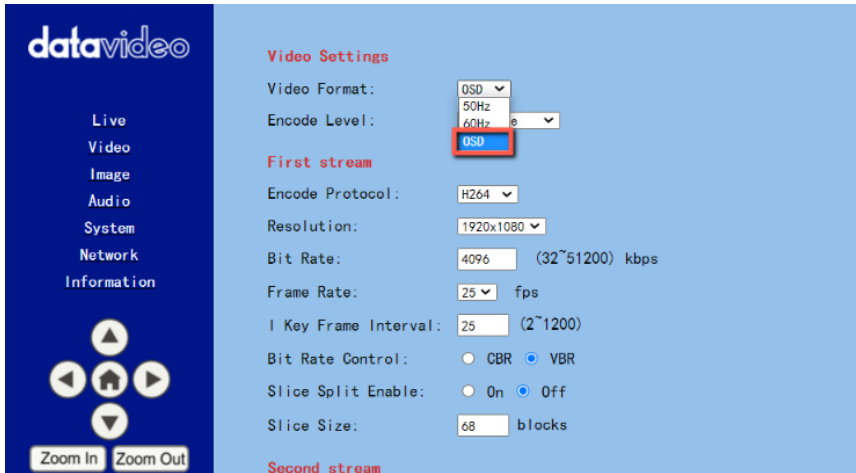 datavideo
Live
Video
Image
Audio
System
Network
Information
Zoom In Zoom Out
Video Settings
Video Format: OSD
50Hz
60Hz
OSD
Encode Level: e
First stream
Encode Protocol: H264
Resolution: 1920x1080
Bit Rate: 4096 (32~51200) kbps
Frame Rate: 25 fps
I Key Frame Interval: 25 (2~1200)
Bit Rate Control: CBR VBR
Slice Split Enable: On Off
Slice Size: 68 blocks
Second stream